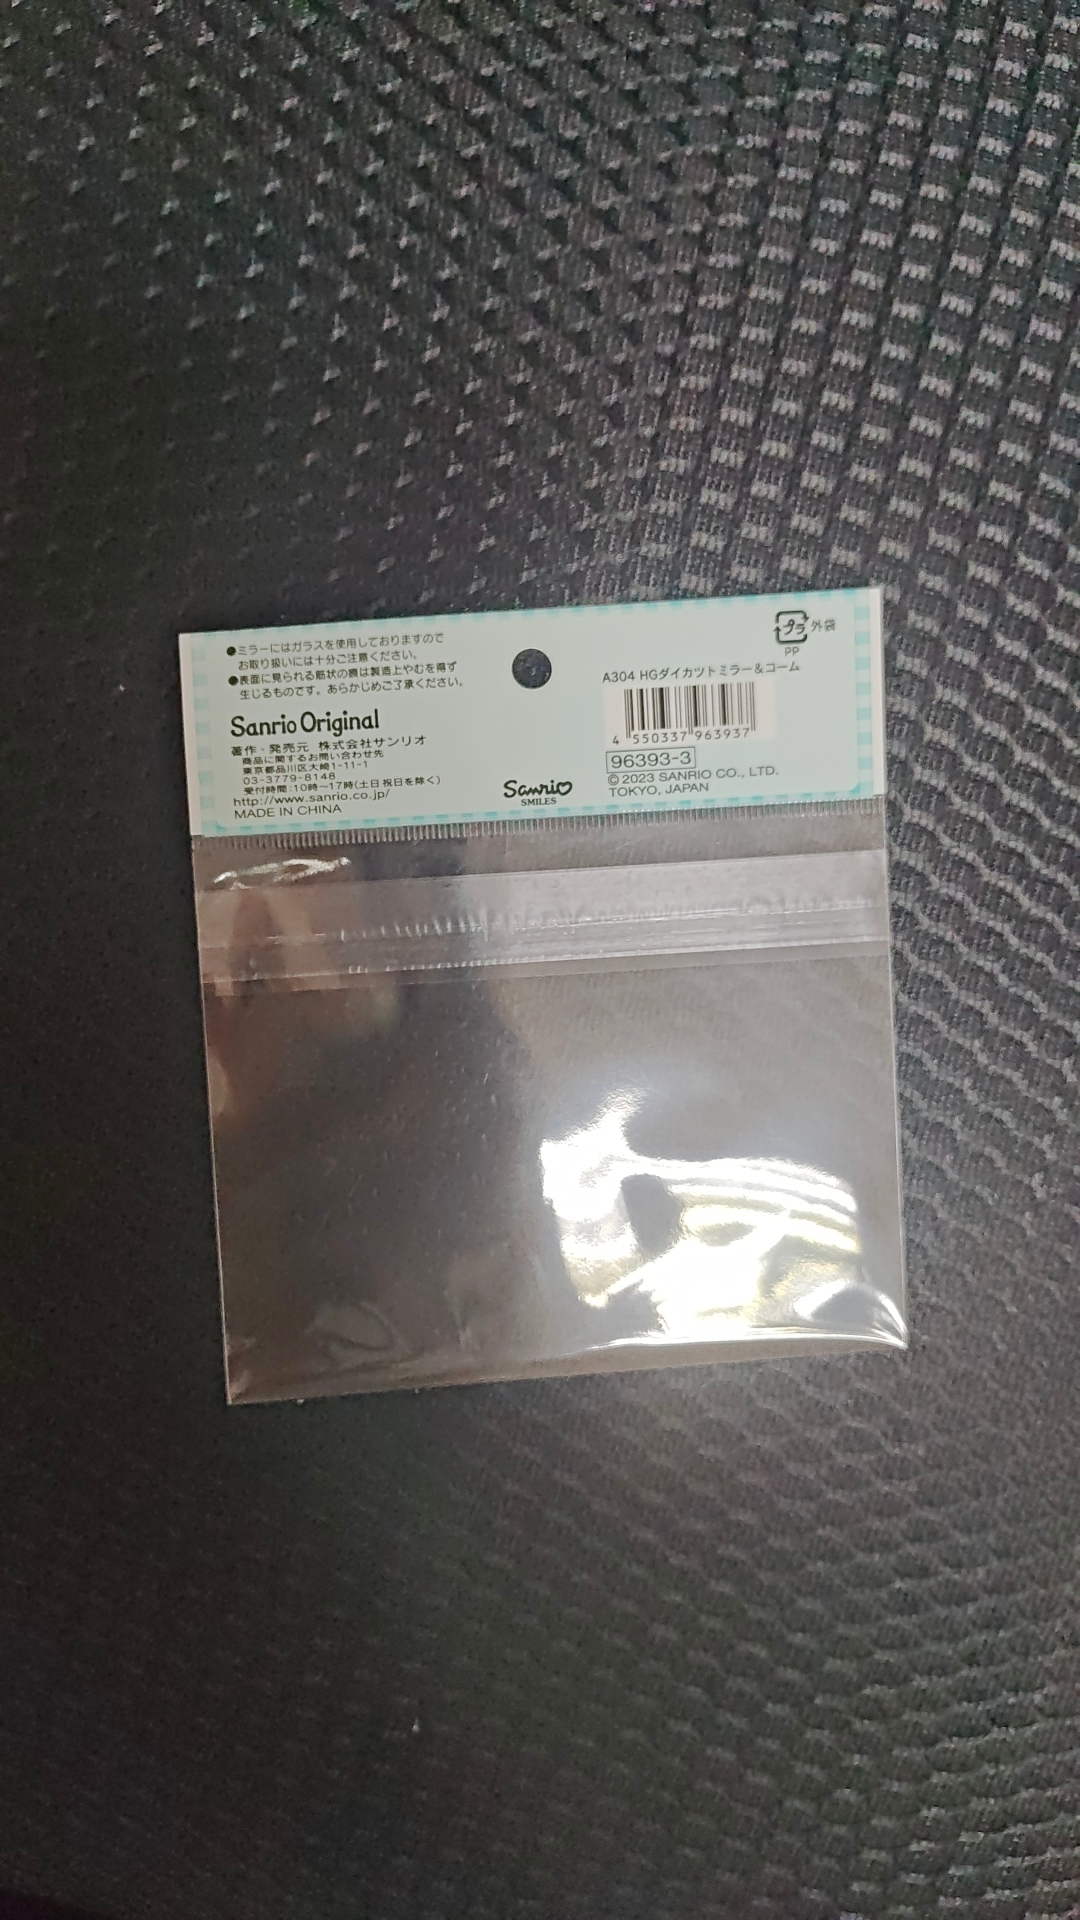 ●ミラーにはガラスを使用しておりますので
お取り扱いには十分ご注意ください。
●表面に見られる筋状の痕は製造上やむを得ず
生じるものです。あらかじめご了承ください。
Sanrio Original
著作・発売元 株式会社サンリオ
商品に関するお問い合わせ先
東京都品川区大崎1-11-1
03-3779-8148
受付時間:10時〜17時(土日祝日を除く)
http://www.sanrio.co.jp/
MADE IN CHINA
Sanrio
SMILES
プラ 外袋
PP
A304 HGダイカットミラー&コーム
4 550337 963937
96393-3
© 2023 SANRIO CO., LTD.
TOKYO, JAPAN